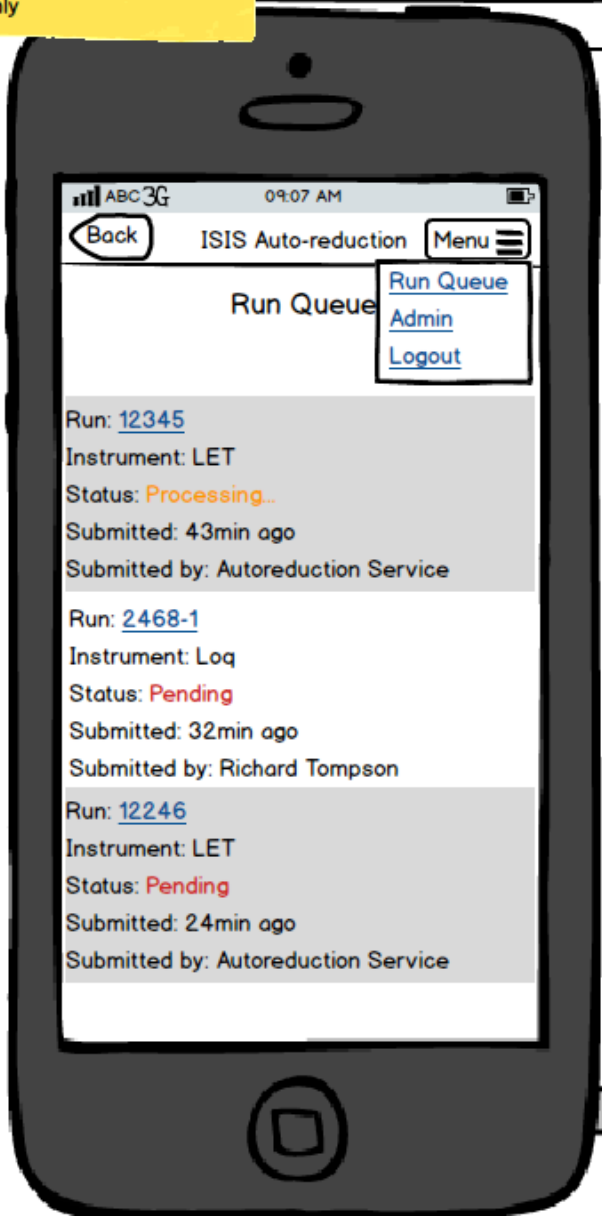 ABC 3G 09:07 AM
Back ISIS Auto-reduction Menu
Run Queue
Admin
Logout
Run Queue
Run: 12345
Instrument: LET
Status: Processing...
Submitted: 43min ago
Submitted by: Autoreduction Service
Run: 2468-1
Instrument: Loq
Status: Pending
Submitted: 32min ago
Submitted by: Richard Tompson
Run: 12246
Instrument: LET
Status: Pending
Submitted: 24min ago
Submitted by: Autoreduction Service